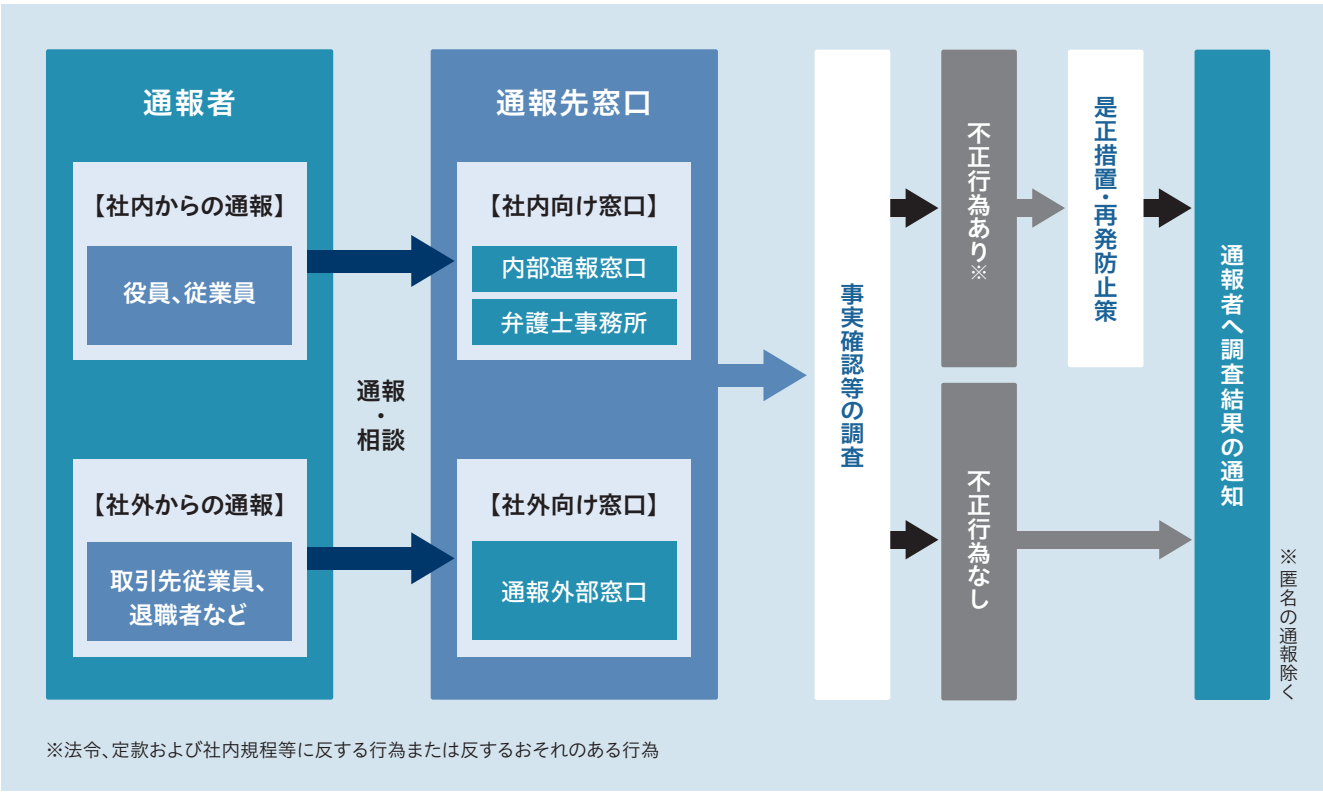 通報者
【社内からの通報】
役員、従業員
【社外からの通報】
取引先従業員、
退職者など
通報
・
相談
通報先窓口
【社内向け窓口】
内部通報窓口
弁護士事務所
【社外向け窓口】
通報外部窓口
事実確認等の調査
不正行為あり※
不正行為なし
是正措置・再発防止策
通報者へ調査結果の通知
※匿名の通報除く
※法令、定款および社内規程等に反する行為または反するおそれのある行為